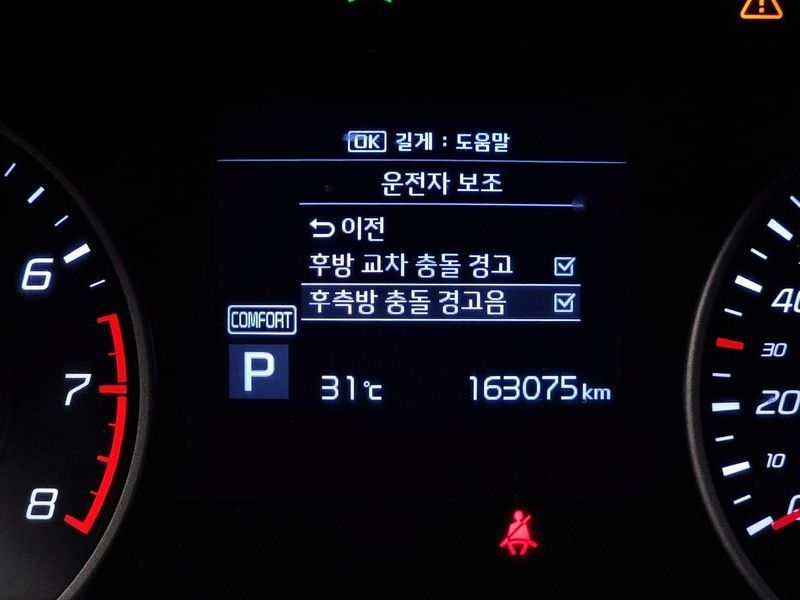 OK 길게 : 도움말
운전자 보조
이전
후방 교차 충돌 경고
후측방 충돌 경고음
COMFORT
P
31℃ 163075km
6
7
8
30
20
10